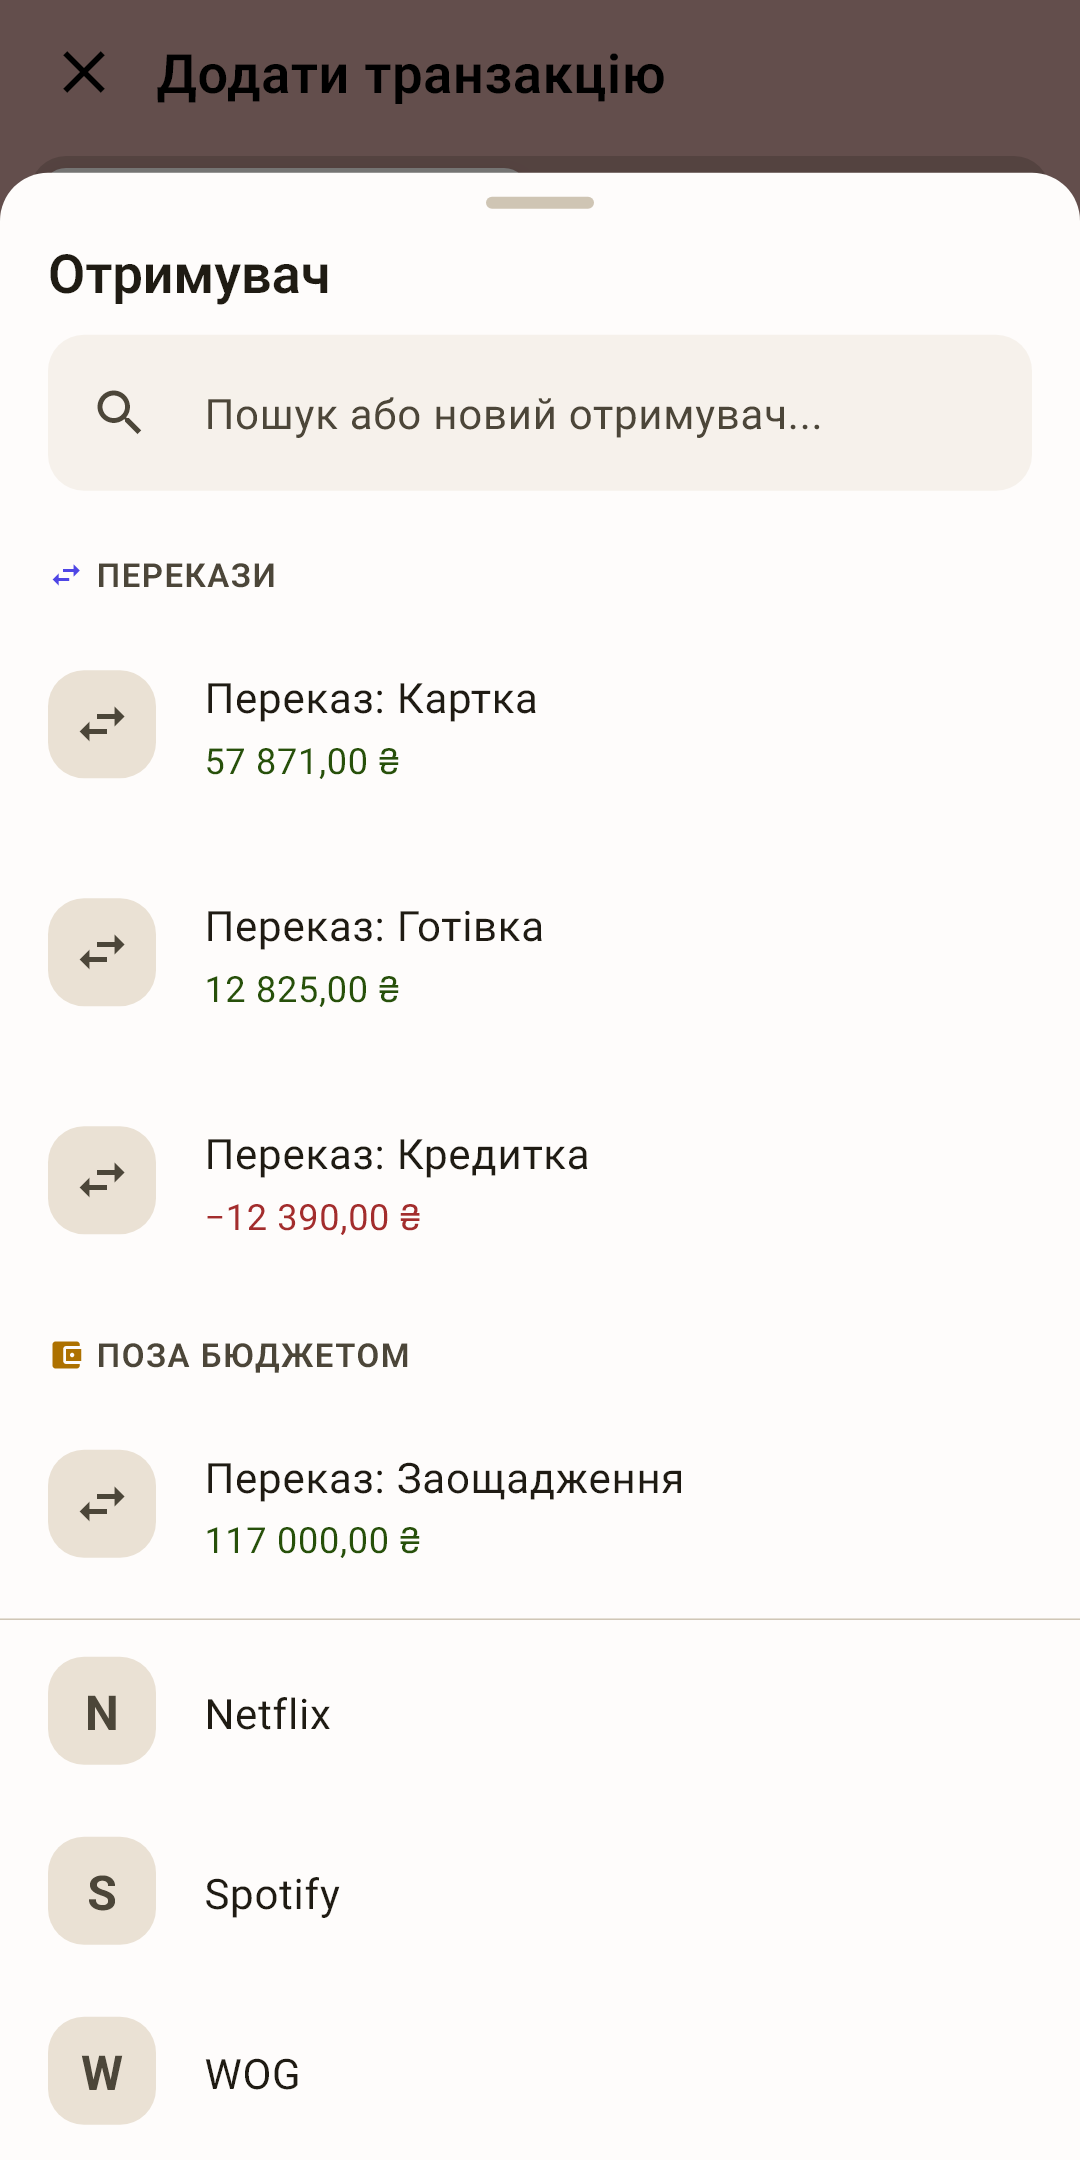 Додати транзакцію
Отримувач
Пошук або новий отримувач...
ПЕРЕКАЗИ
Переказ: Картка
57 871,00 ₴
Переказ: Готівка
12 825,00 ₴
Переказ: Кредитка
−12 390,00 ₴
ПОЗА БЮДЖЕТОМ
Переказ: Заощадження
117 000,00 ₴
N
Netflix
S
Spotify
W
WOG